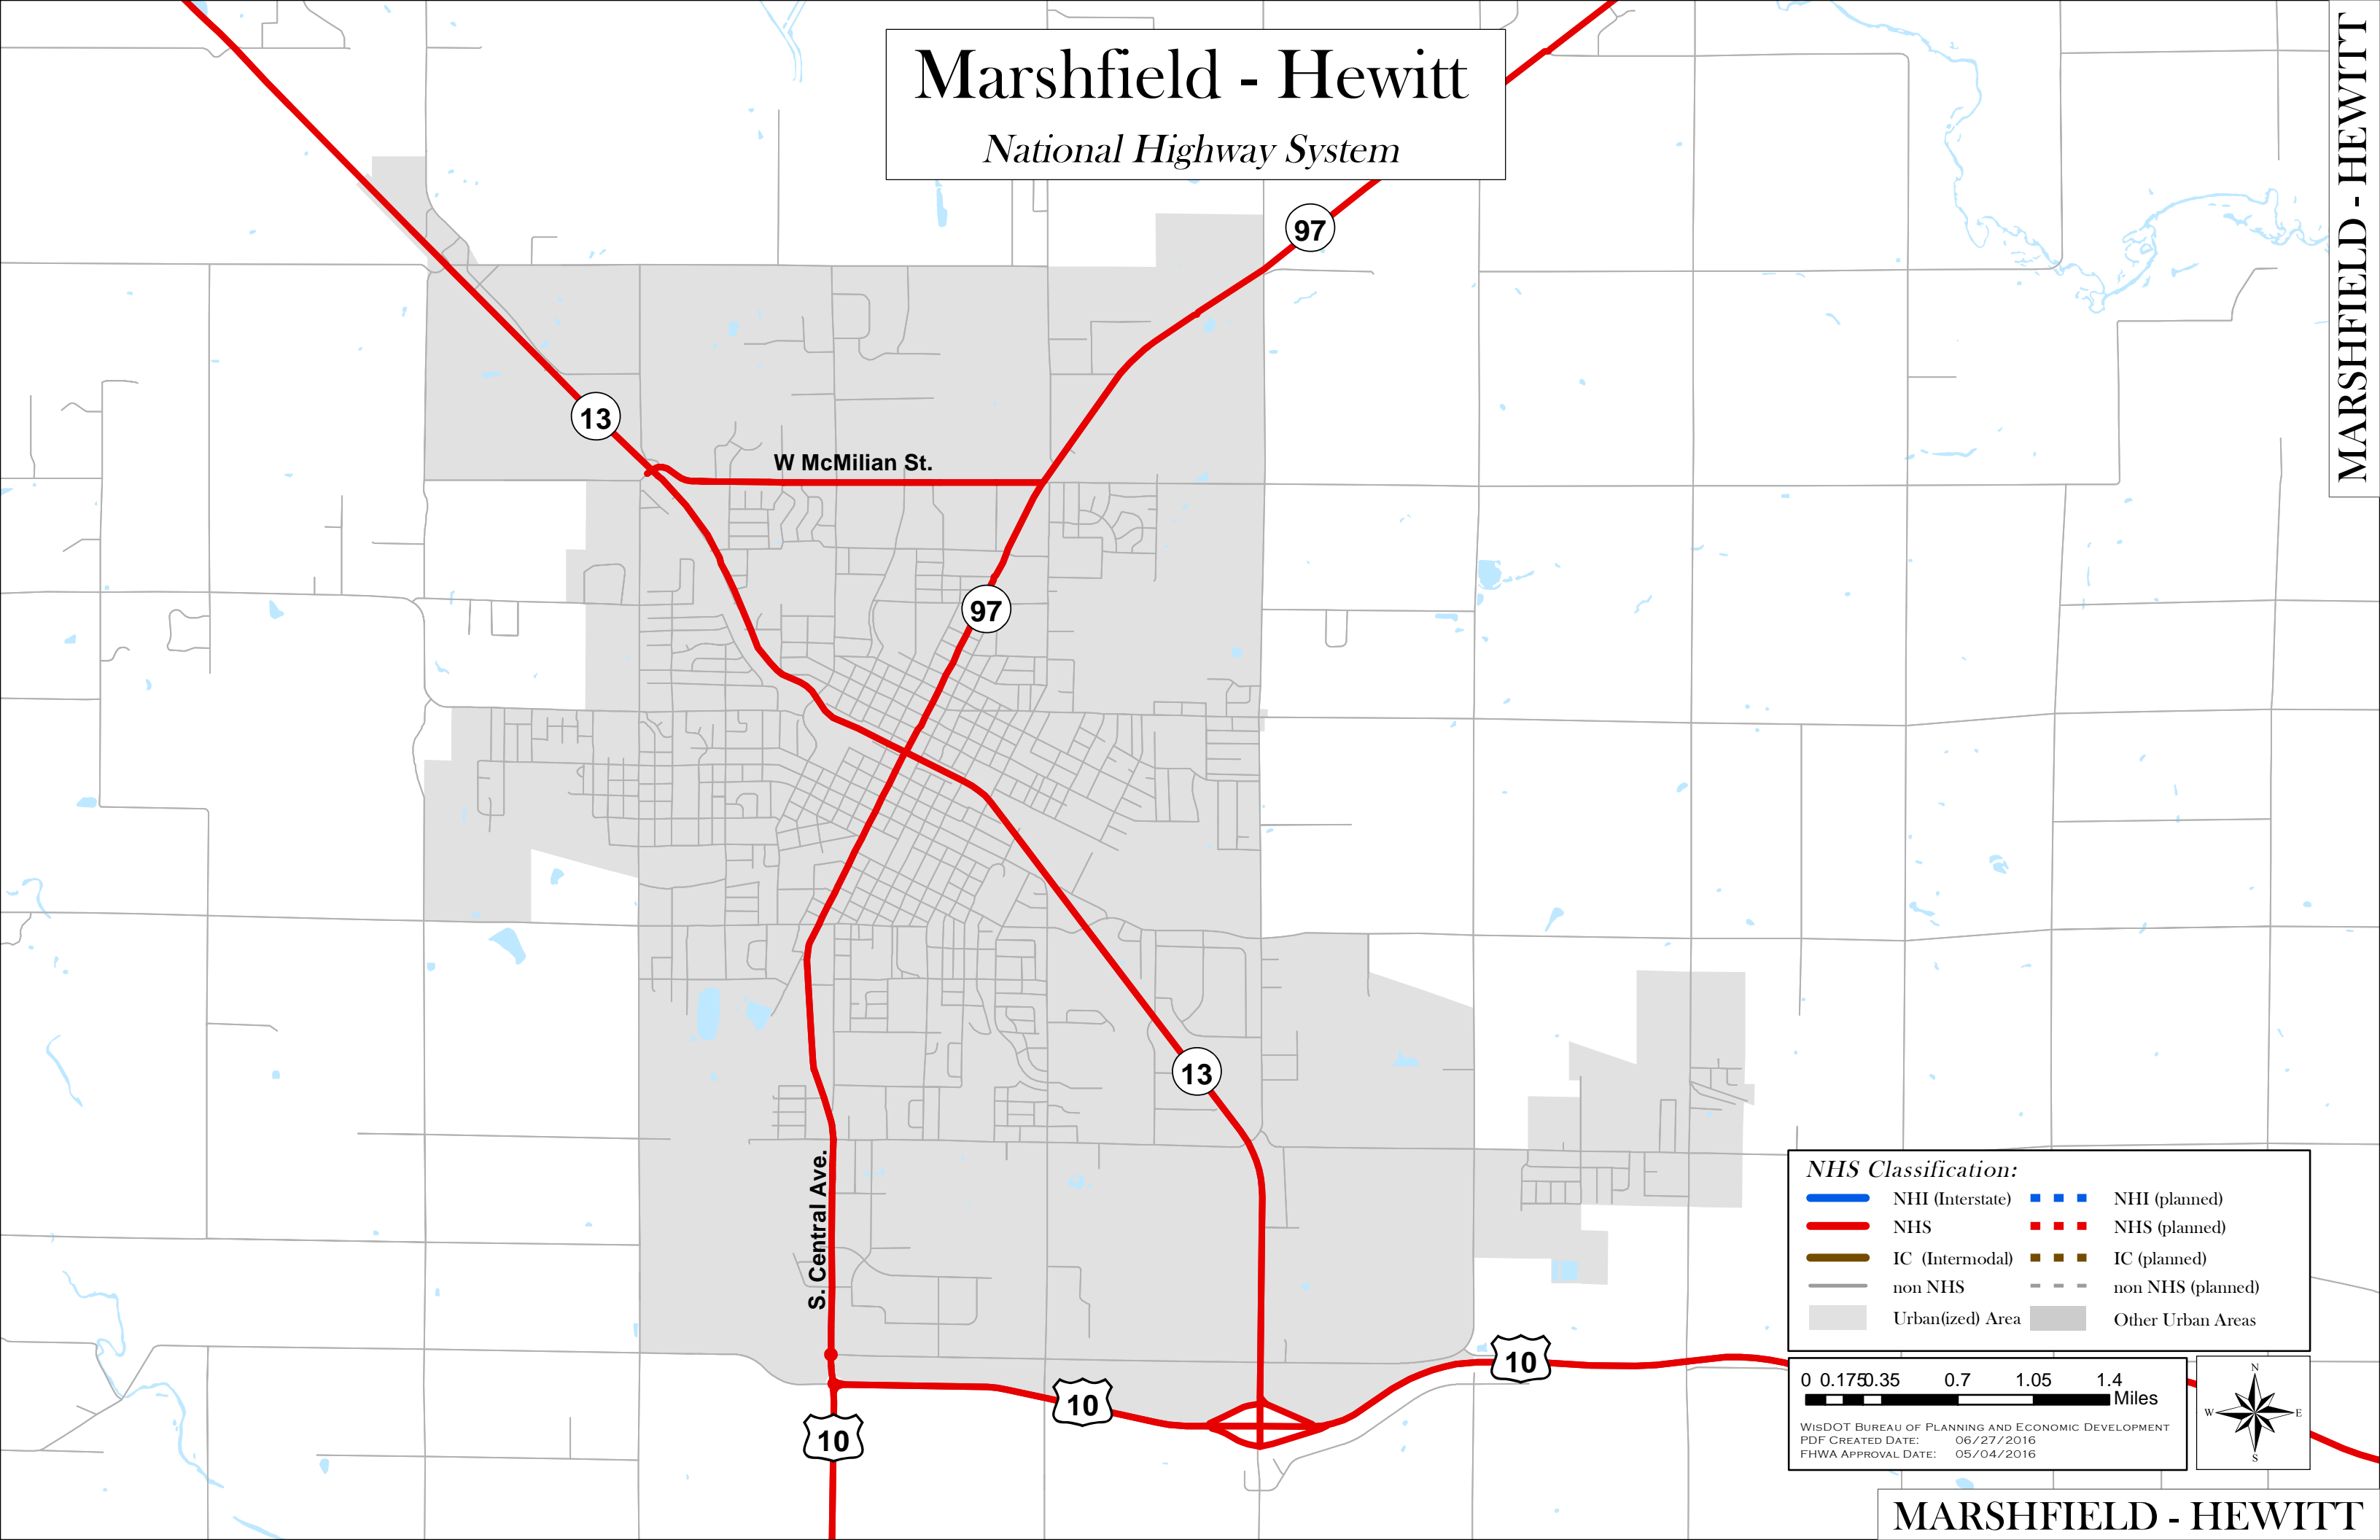 Marshfield - Hewitt
National Highway System
MARSHFIELD - HEWITT
97
13
W McMilian St.
97
13
S. Central Ave.
10
10
10
NHS Classification:
NHI (Interstate)
NHI (planned)
NHS
NHS (planned)
IC (Intermodal)
IC (planned)
non NHS
non NHS (planned)
Urban(ized) Area
Other Urban Areas
0 0.175 0.35 0.7 1.05 1.4
Miles
WisDOT Bureau of Planning and Economic Development
PDF Created Date: 06/27/2016
FHWA Approval Date: 05/04/2016
N
W E
S
MARSHFIELD - HEWITT